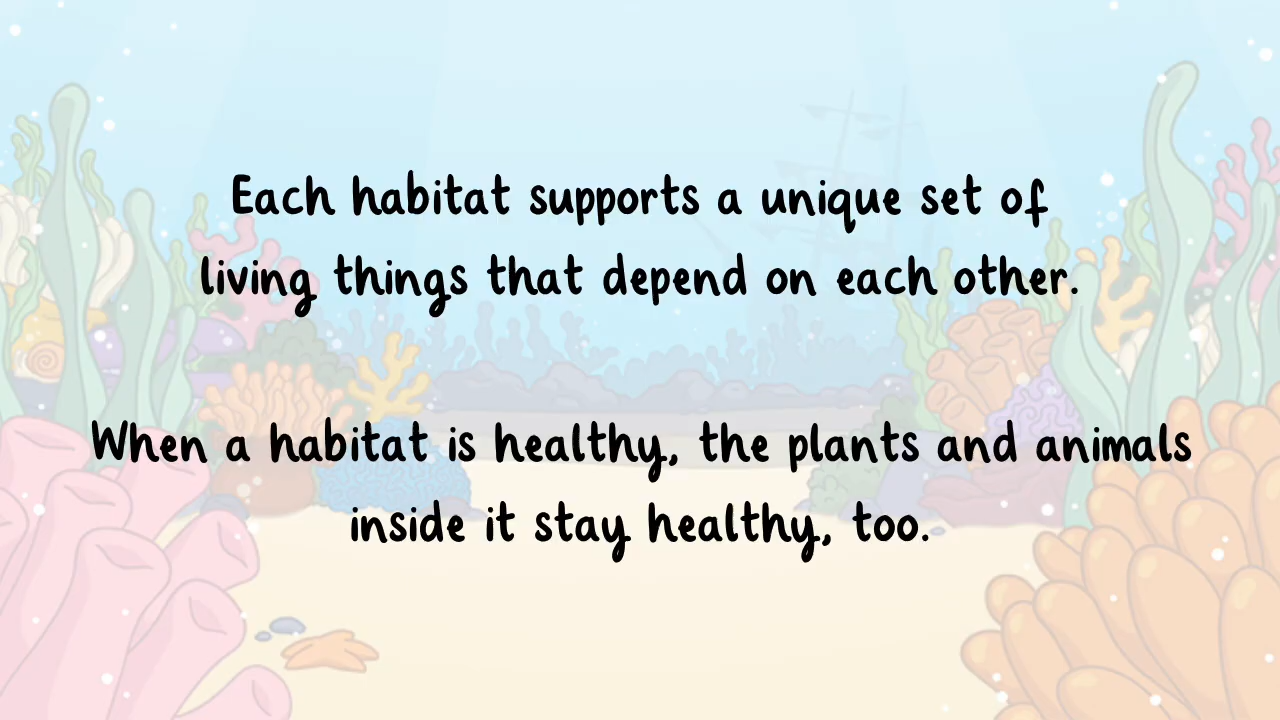 Each habitat supports a unique set of
living things that depend on each other.
When a habitat is healthy, the plants and animals
inside it stay healthy, too.